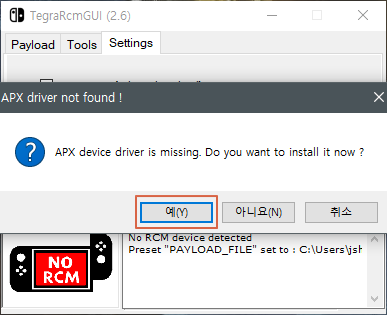 TegraRcmGUI (2.6)
Payload Tools Settings
APX driver not found !
APX device driver is missing. Do you want to install it now ?
예(Y) 아니요(N) 취소
NO RCM
No RCM device detected
Preset "PAYLOAD_FILE" set to : C:\Users\jsh